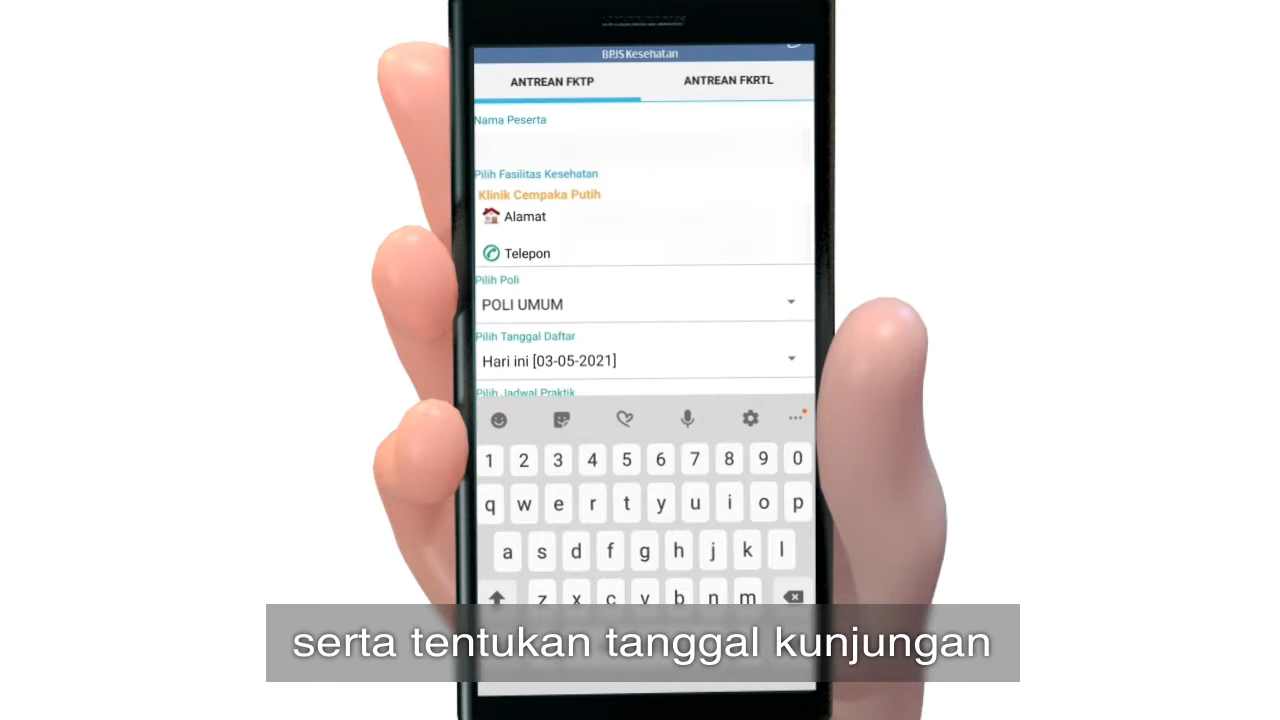 BPJS Kesehatan
ANTREAN FKTP ANTREAN FKRTL
Nama Peserta
Pilih Fasilitas Kesehatan
Klinik Cempaka Putih
Alamat
Telepon
Pilih Poli
POLI UMUM
Pilih Tanggal Daftar
Hari ini [03-05-2021]
Pilih Jadwal Praktik
1 2 3 4 5 6 7 8 9 0
q w e r t y u i o p
a s d f g h j k l
z x c v b n m
serta tentukan tanggal kunjungan